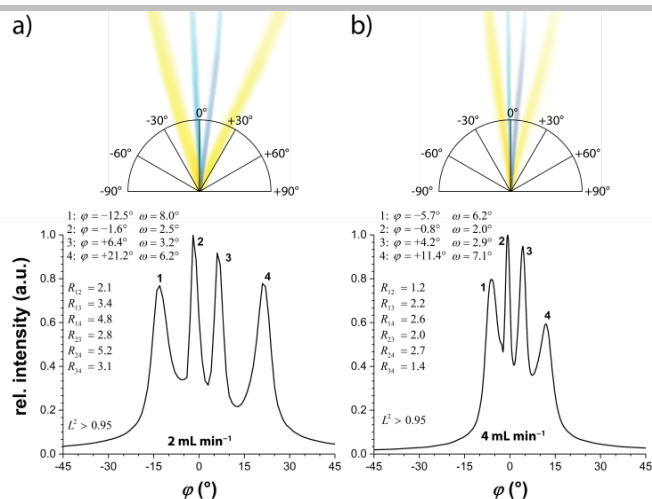 a)
0°
-30°
+30°
-60°
+60°
-90°
+90°
1: φ = −12.5° ω = 8.0°
2: φ = −1.6° ω = 2.5°
3: φ = +6.4° ω = 3.2°
4: φ = +21.2° ω = 6.2°
R12 = 2.1
R13 = 3.4
R14 = 4.8
R23 = 2.8
R24 = 5.2
R34 = 3.1
L² > 0.95
1
2
3
4
2 mL min⁻¹
rel. intensity (a.u.)
1.0
0.8
0.6
0.4
0.2
0.0
-45 -30 -15 0 15 30 45
φ (°)
b)
0°
-30°
+30°
-60°
+60°
-90°
+90°
1: φ = −5.7° ω = 6.2°
2: φ = −0.8° ω = 2.0°
3: φ = +4.2° ω = 2.9°
4: φ = +11.4° ω = 7.1°
R12 = 1.2
R13 = 2.2
R14 = 2.6
R23 = 2.0
R24 = 2.7
R34 = 1.4
L² > 0.95
1
2
3
4
4 mL min⁻¹
1.0
0.8
0.6
0.4
0.2
0.0
-45 -30 -15 0 15 30 45
φ (°)